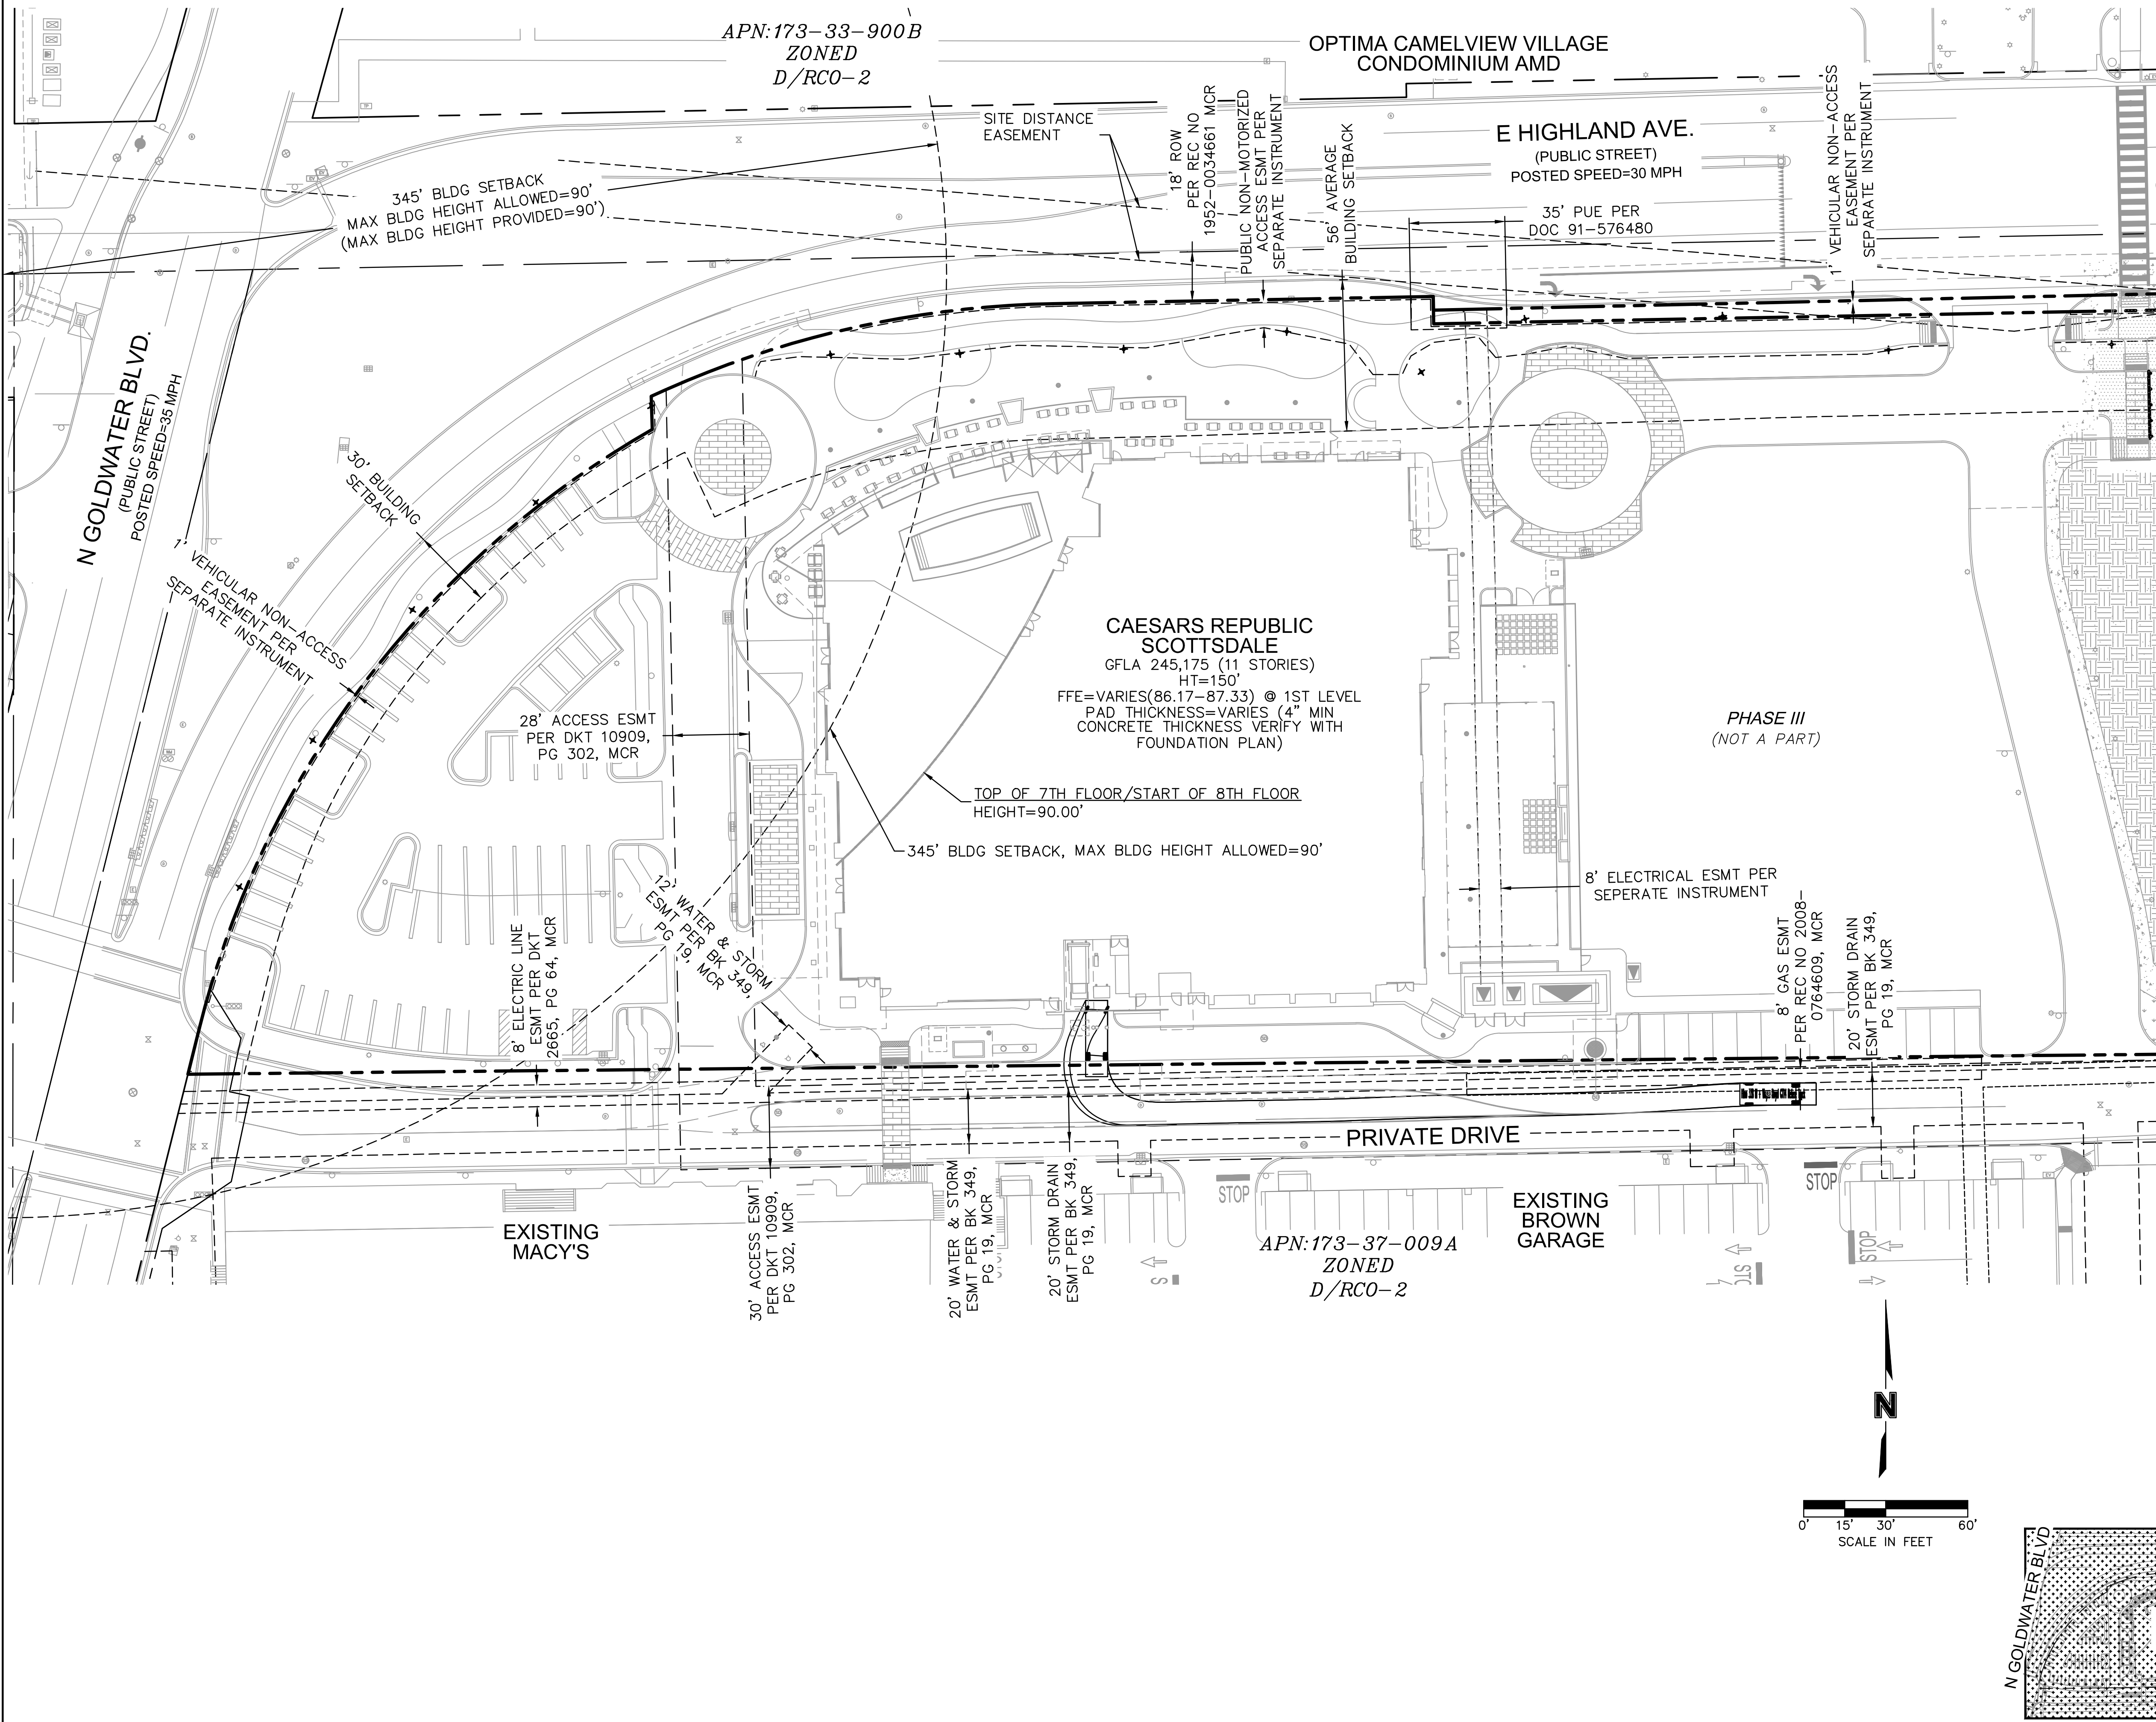 APN:173-33-900B
ZONED
D/RCO-2
OPTIMA CAMELVIEW VILLAGE
CONDOMINIUM AMD
SITE DISTANCE
EASEMENT
18' ROW
PER REC NO
1952-0034661 MCR
PUBLIC NON-MOTORIZED
ACCESS ESMT PER
SEPARATE INSTRUMENT
56' AVERAGE
BUILDING SETBACK
E HIGHLAND AVE.
(PUBLIC STREET)
POSTED SPEED=30 MPH
VEHICULAR NON-ACCESS
EASEMENT PER
SEPARATE INSTRUMENT
345' BLDG SETBACK
MAX BLDG HEIGHT ALLOWED=90'
(MAX BLDG HEIGHT PROVIDED=90')
35' PUE PER
DOC 91-576480
N GOLDWATER BLVD.
(PUBLIC STREET)
POSTED SPEED=35 MPH
30' BUILDING
SETBACK
1' VEHICULAR NON-ACCESS
EASEMENT PER
SEPARATE INSTRUMENT
CAESARS REPUBLIC
SCOTTSDALE
GFLA 245,175 (11 STORIES)
HT=150'
FFE=VARIES(86.17-87.33) @ 1ST LEVEL
PAD THICKNESS=VARIES (4" MIN
CONCRETE THICKNESS VERIFY WITH
FOUNDATION PLAN)
28' ACCESS ESMT
PER DKT 10909,
PG 302, MCR
PHASE III
(NOT A PART)
TOP OF 7TH FLOOR/START OF 8TH FLOOR
HEIGHT=90.00'
345' BLDG SETBACK, MAX BLDG HEIGHT ALLOWED=90'
8' ELECTRICAL ESMT PER
SEPERATE INSTRUMENT
12' WATER & STORM
ESMT PER BK 349,
PG 19, MCR
8' ELECTRIC LINE
ESMT PER DKT
2665, PG 64, MCR
8' GAS ESMT
PER REC NO 2008-
0764609, MCR
20' STORM DRAIN
ESMT PER BK 349,
PG 19, MCR
PRIVATE DRIVE
EXISTING
MACY'S
30' ACCESS ESMT
PER DKT 10909,
PG 302, MCR
20' WATER & STORM
ESMT PER BK 349,
PG 19, MCR
20' STORM DRAIN
ESMT PER BK 349,
PG 19, MCR
STOP
STOP
STOP
EXISTING
BROWN
GARAGE
APN:173-37-009A
ZONED
D/RCO-2
N
0' 15' 30' 60'
SCALE IN FEET
N GOLDWATER BLVD